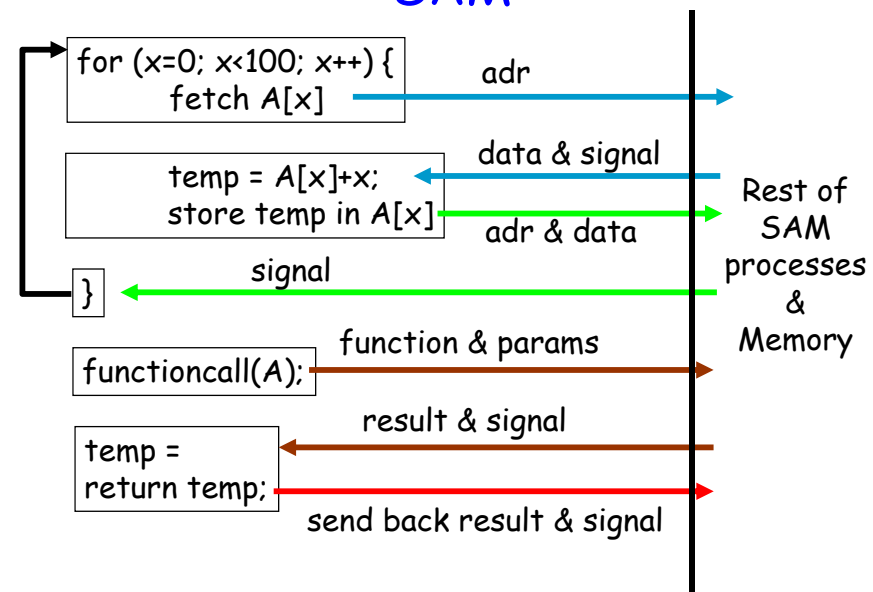 SAM
for (x=0; x<100; x++) {
fetch A[x]
adr
data & signal
temp = A[x]+x;
store temp in A[x]
adr & data
signal
}
Rest of
SAM
processes
&
Memory
function & params
functioncall(A);
result & signal
temp =
return temp;
send back result & signal